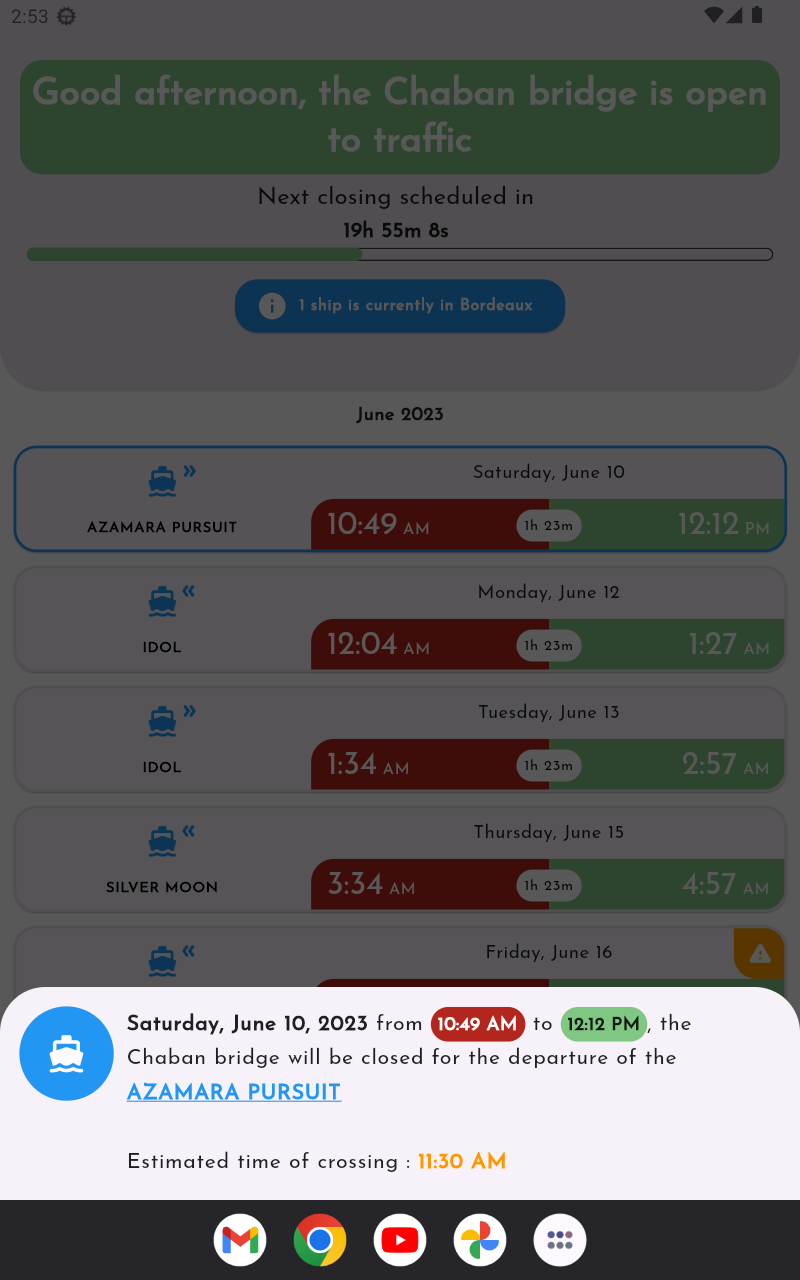 2:53
Good afternoon, the Chaban bridge is open
to traffic
Next closing scheduled in
19h 55m 8s
1 ship is currently in Bordeaux
June 2023
Saturday, June 10
AZAMARA PURSUIT
10:49 AM 1h 23m 12:12 PM
Monday, June 12
IDOL
12:04 AM 1h 23m 1:27 AM
Tuesday, June 13
IDOL
1:34 AM 1h 23m 2:57 AM
Thursday, June 15
SILVER MOON
3:34 AM 1h 23m 4:57 AM
Friday, June 16
Saturday, June 10, 2023 from 10:49 AM to 12:12 PM, the
Chaban bridge will be closed for the departure of the
AZAMARA PURSUIT
Estimated time of crossing : 11:30 AM